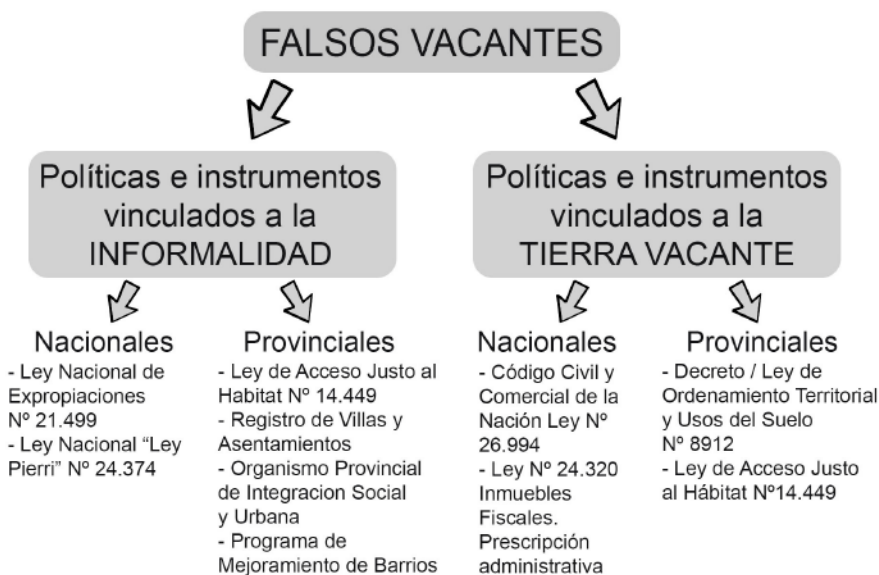 FALSOS VACANTES
Políticas e instrumentos
vinculados a la
INFORMALIDAD
Nacionales
- Ley Nacional de
Expropiaciones
Nº 21.499
- Ley Nacional “Ley
Pierri” Nº 24.374
Provinciales
- Ley de Acceso Justo al
Habitat Nº 14.449
- Registro de Villas y
Asentamientos
- Organismo Provincial
de Integracion Social
y Urbana
- Programa de
Mejoramiento de Barrios
Políticas e instrumentos
vinculados a la
TIERRA VACANTE
Nacionales
- Código Civil y
Comercial de la
Nación Ley Nº
26.994
- Ley Nº 24.320
Inmuebles
Fiscales.
Prescripción
administrativa
Provinciales
- Decreto / Ley de
Ordenamiento Territorial
y Usos del Suelo
Nº 8912
- Ley de Acceso Justo
al Hábitat Nº14.449